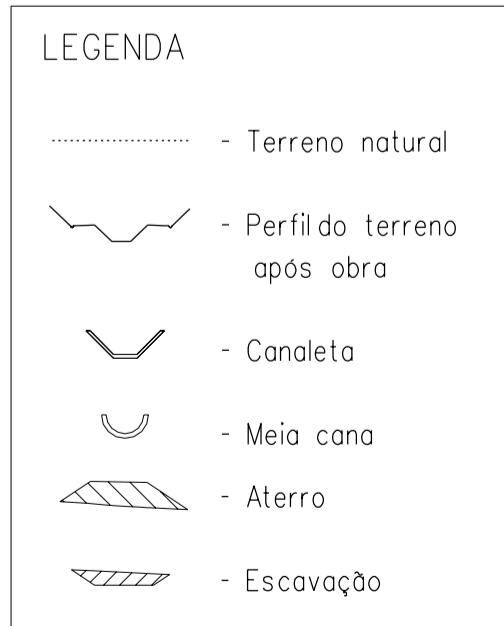 LEGENDA
- Terreno natural
- Perfil do terreno
após obra
- Canaleta
- Meia cana
- Aterro
- Escavação